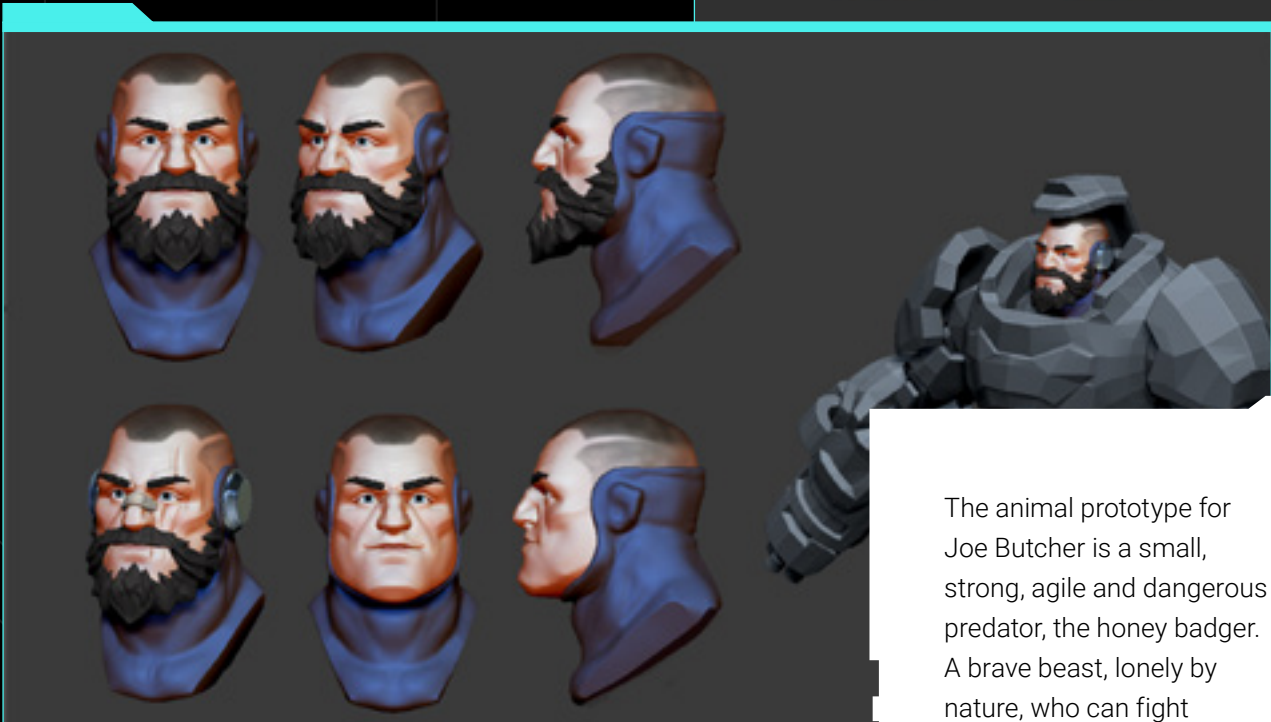 The animal prototype for
Joe Butcher is a small,
strong, agile and dangerous
predator, the honey badger.
A brave beast, lonely by
nature, who can fight